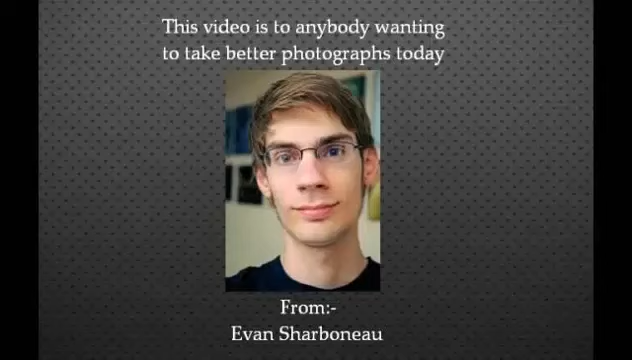 This video is to anybody wanting
to take better photographs today
From:-
Evan Sharboneau